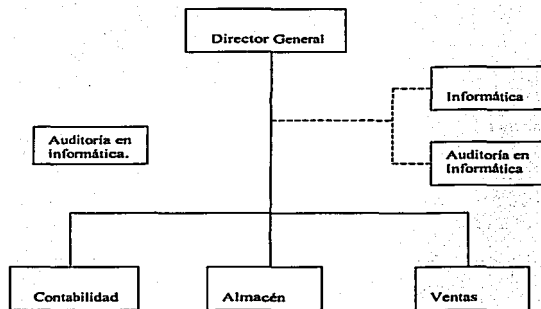 Director General
Informática
Auditoría en
informática.
Auditoría en
Informática
Contabilidad
Almacén
Ventas